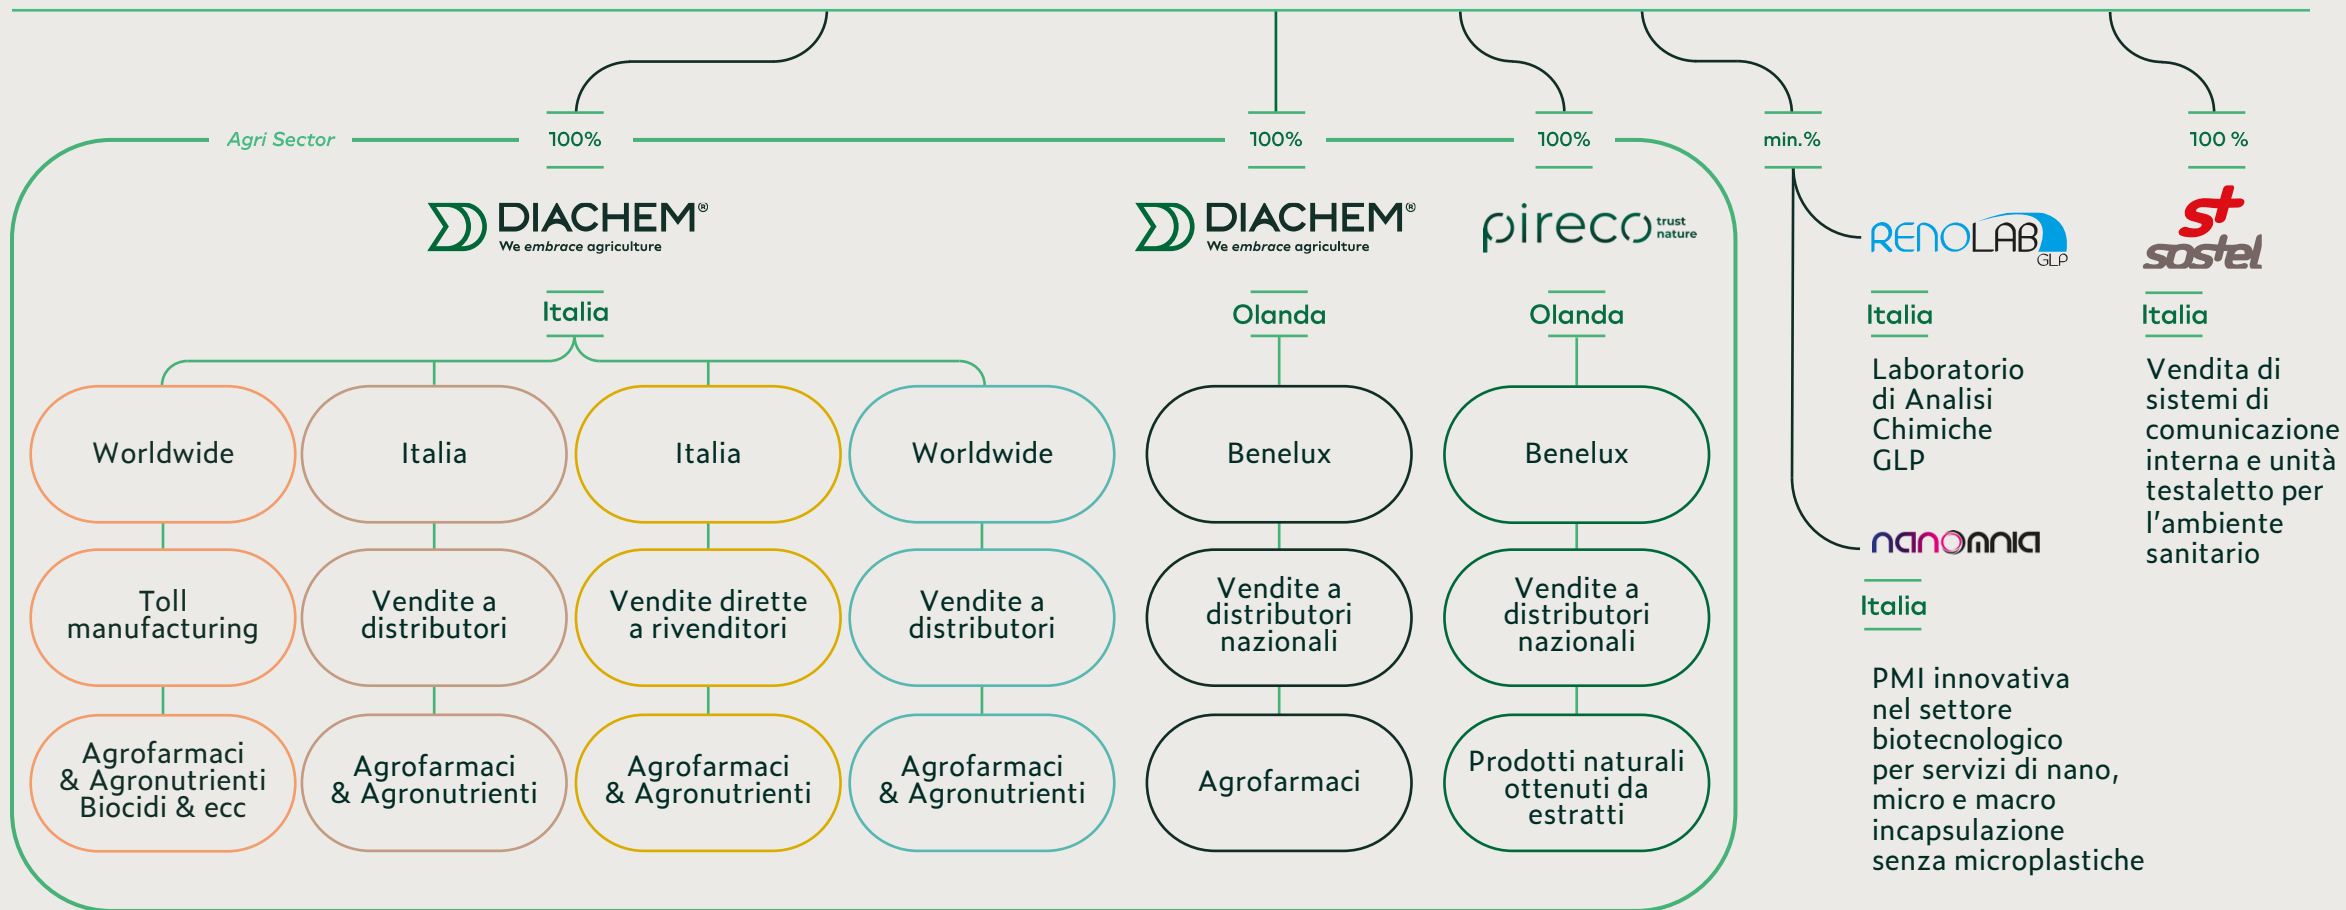 Agri Sector
100%
100%
100%
min.%
100 %
DIACHEM®
We embrace agriculture
Italia
Worldwide
Toll
manufacturing
Agrofarmaci
& Agronutrienti
Biocidi & ecc
Italia
Vendite a
distributori
Agrofarmaci
& Agronutrienti
Italia
Vendite dirette
a rivenditori
Agrofarmaci
& Agronutrienti
Worldwide
Vendite a
distributori
Agrofarmaci
& Agronutrienti
DIACHEM®
We embrace agriculture
Olanda
Benelux
Vendite a
distributori
nazionali
Agrofarmaci
pireco
trust
nature
Olanda
Benelux
Vendite a
distributori
nazionali
Prodotti naturali
ottenuti da
estratti
RENOLAB
GLP
Italia
Laboratorio
di Analisi
Chimiche
GLP
nanomnia
Italia
PMI innovativa
nel settore
biotecnologico
per servizi di nano,
micro e macro
incapsulazione
senza microplastiche
s+
sostel
Italia
Vendita di
sistemi di
comunicazione
interna e unità
testaletto per
l’ambiente
sanitario